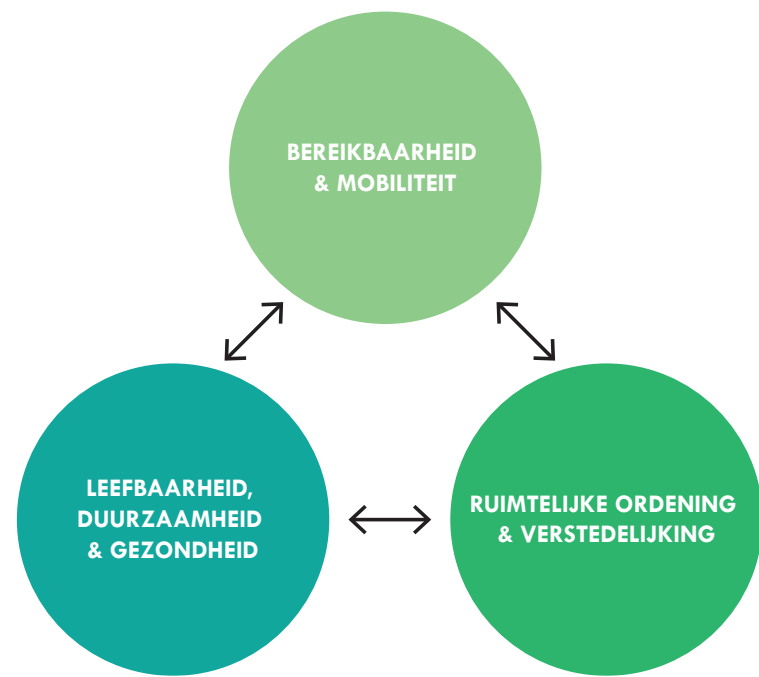 BEREIKBAARHEID
& MOBILITEIT
LEEFBAARHEID,
DUURZAAMHEID
& GEZONDHEID
RUIMTELIJKE ORDENING
& VERSTEDELIJKING